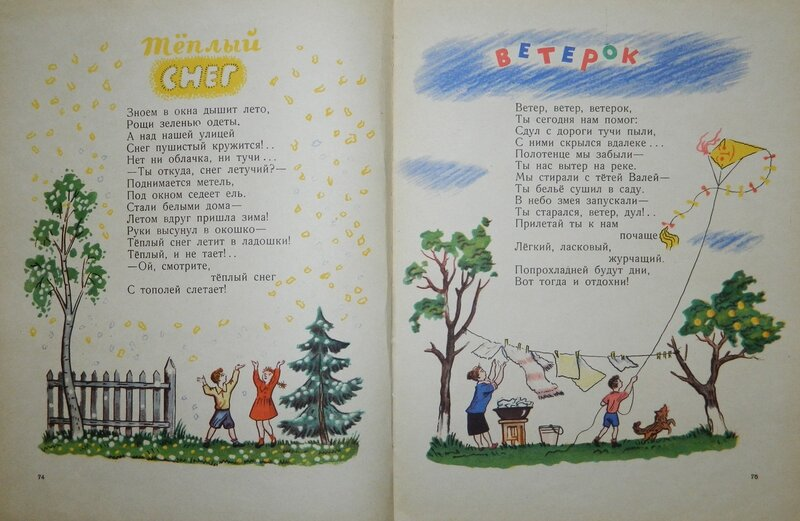 Тёплый
СНЕГ
Зноем в окна дышит лето,
Рощи зеленью одеты.
А над нашей улицей
Снег пушистый кружится!..
Нет ни облачка, ни тучи...
—Ты откуда, снег летучий?—
Поднимается метель,
Под окном седеет ель.
Стали белыми дома—
Летом вдруг пришла зима!
Руки высунул в окошко—
Тёплый снег летит в ладошки!
Тёплый, и не тает!..
—Ой, смотрите,
тёплый снег
С тополей слетает!
74
ВЕТЕРОК
Ветер, ветер, ветерок,
Ты сегодня нам помог:
Сдул с дороги тучи пыли,
С ними скрылся вдалеке...
Полотенце мы забыли—
Ты нас вытер на реке.
Мы стирали с тётей Валей—
Ты бельё сушил в саду.
В небо змея запускали—
Ты старался, ветер, дул!..
Прилетай ты к нам
почаще
Лёгкий, ласковый,
журчащий.
Попрохладней будут дни,
Вот тогда и отдохни!
75